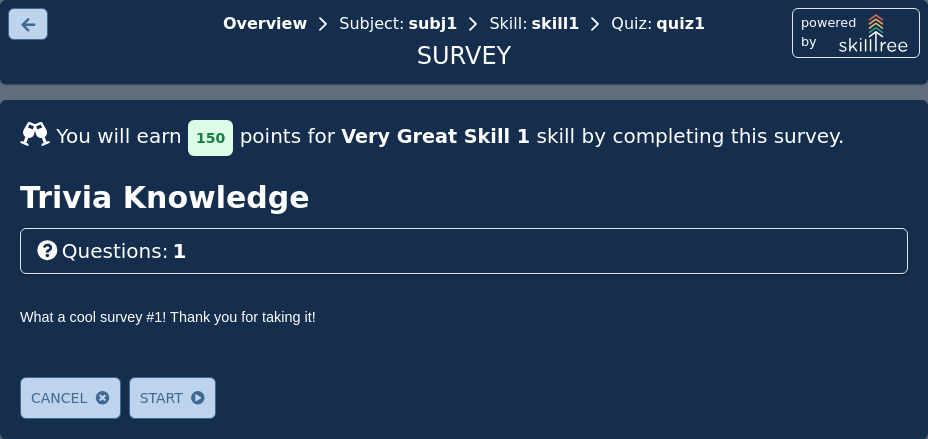 Overview Subject: subj1 Skill: skill1 Quiz: quiz1
SURVEY
powered
by skilltree
You will earn 150 points for Very Great Skill 1 skill by completing this survey.
Trivia Knowledge
Questions: 1
What a cool survey #1! Thank you for taking it!
CANCEL START